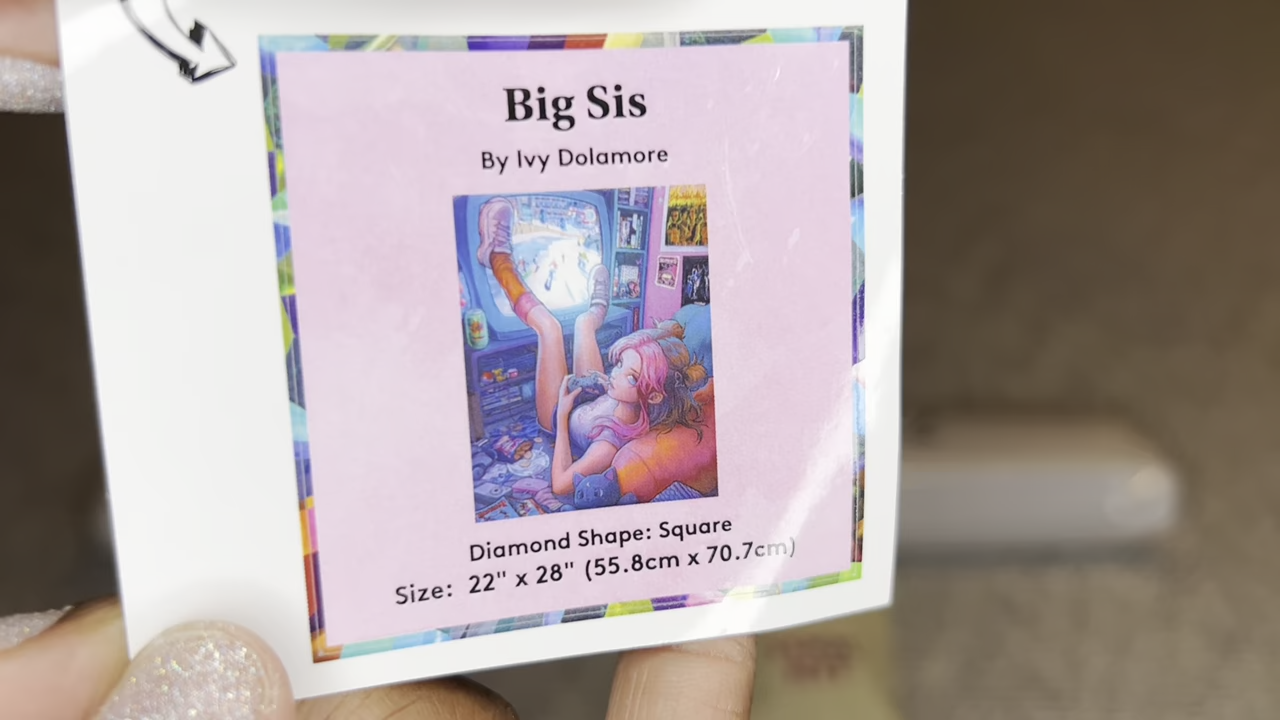 Big Sis
By Ivy Dolamore
Diamond Shape: Square
Size: 22" x 28" (55.8cm x 70.7cm)